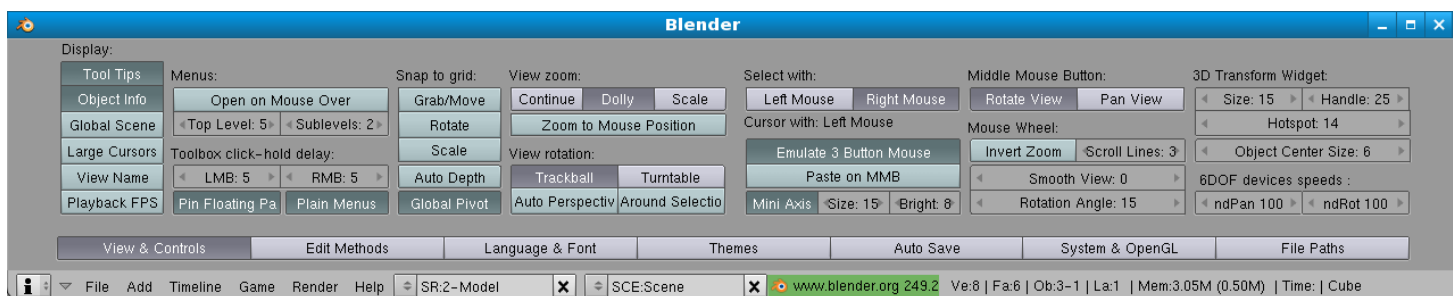 Blender
Display:
Tool Tips
Object Info
Global Scene
Large Cursors
View Name
Playback FPS
Menus:
Open on Mouse Over
Top Level: 5 Sublevels: 2
Toolbox click-hold delay:
LMB: 5 RMB: 5
Pin Floating Pa Plain Menus
Snap to grid:
Grab/Move
Rotate
Scale
Auto Depth
Global Pivot
View zoom:
Continue Dolly Scale
Zoom to Mouse Position
View rotation:
Trackball Turntable
Auto Perspectiv Around Selectio
Select with:
Left Mouse Right Mouse
Cursor with: Left Mouse
Emulate 3 Button Mouse
Paste on MMB
Mini Axis Size: 15 Bright: 8
Middle Mouse Button:
Rotate View Pan View
Mouse Wheel:
Invert Zoom Scroll Lines: 3
Smooth View: 0
Rotation Angle: 15
3D Transform Widget:
Size: 15 Handle: 25
Hotspot: 14
Object Center Size: 6
6DOF devices speeds :
ndPan 100 ndRot 100
View & Controls Edit Methods Language & Font Themes Auto Save System & OpenGL File Paths
File Add Timeline Game Render Help SR:2-Model SCE:Scene www.blender.org 249.2 Ve:8 | Fa:6 | Ob:3-1 | La:1 | Mem:3.05M (0.50M) | Time: | Cube